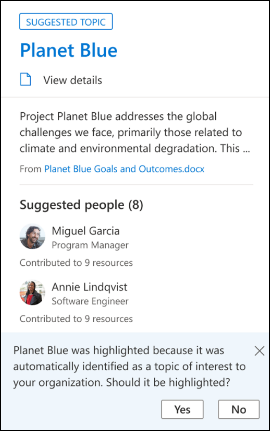 SUGGESTED TOPIC
Planet Blue
View details
Project Planet Blue addresses the global
challenges we face, primarily those related to
climate and environmental degradation. This ...
From Planet Blue Goals and Outcomes.docx
Suggested people (8)
Miguel Garcia
Program Manager
Contributed to 9 resources
Annie Lindqvist
Software Engineer
Contributed to 9 resources
Planet Blue was highlighted because it was
automatically identified as a topic of interest to
your organization. Should it be highlighted?
Yes No